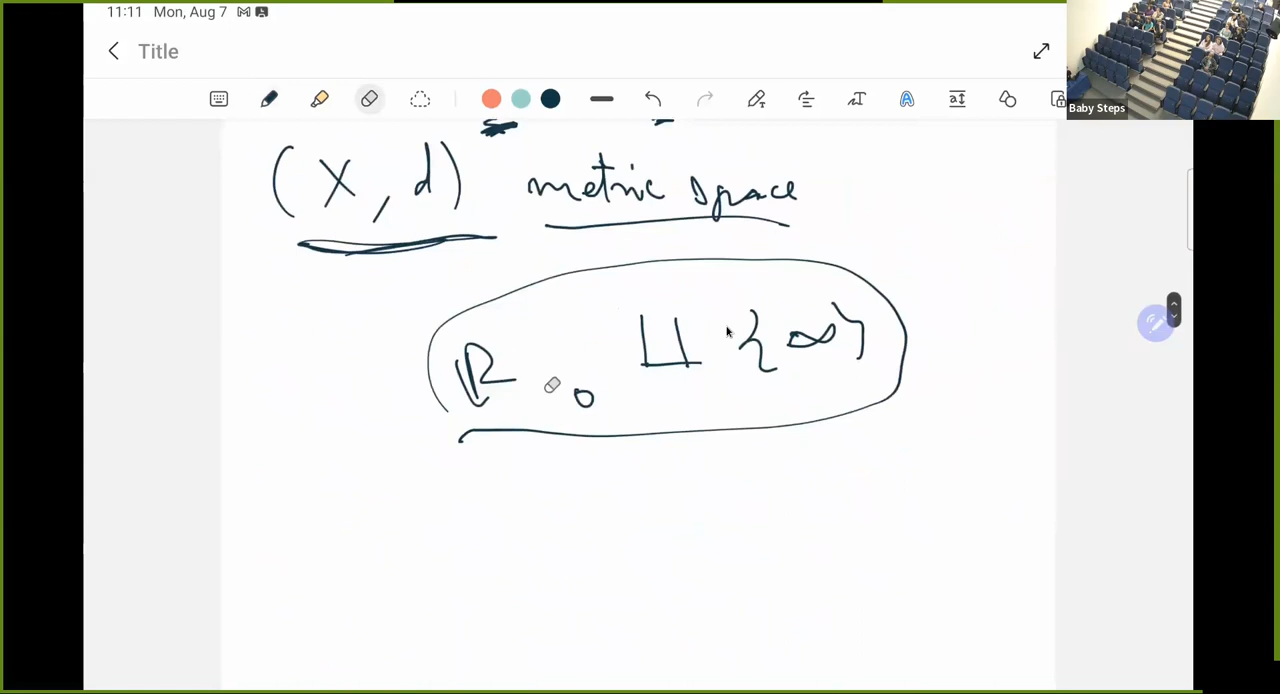 11:11 Mon, Aug 7
Title
Baby Steps
(X, d) metric space
ℝ . 0 ⊔ {∞}